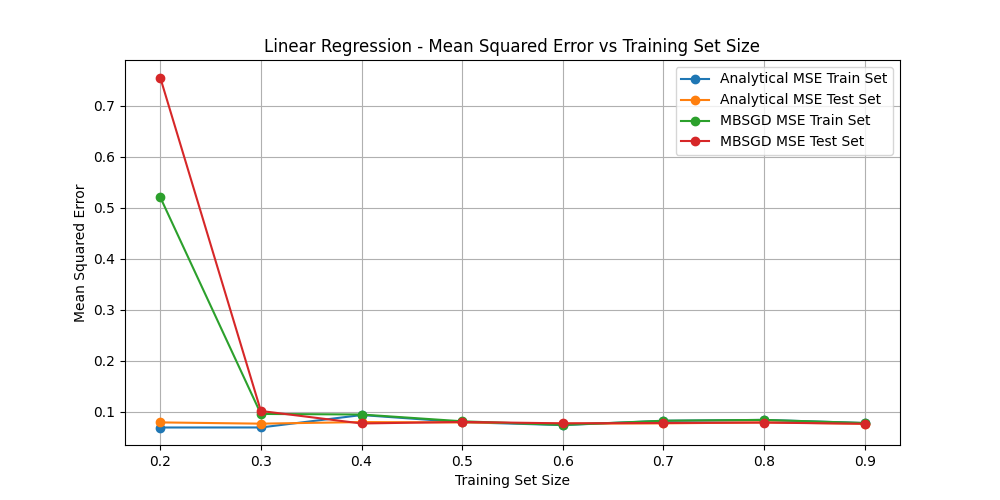 Linear Regression - Mean Squared Error vs Training Set Size
Analytical MSE Train Set
Analytical MSE Test Set
MBSGD MSE Train Set
MBSGD MSE Test Set
Mean Squared Error
0.7
0.6
0.5
0.4
0.3
0.2
0.1
0.2 0.3 0.4 0.5 0.6 0.7 0.8 0.9
Training Set Size